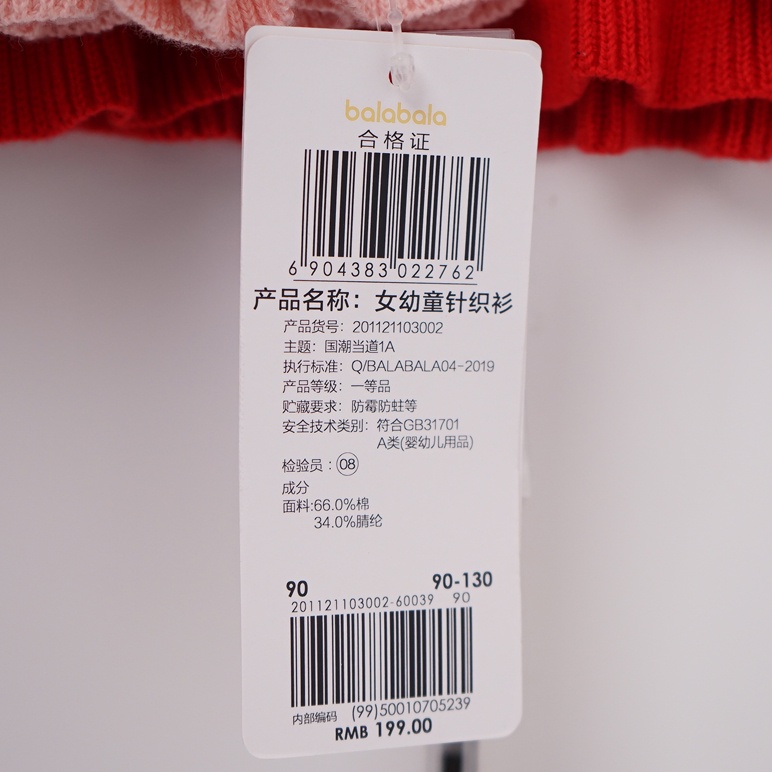 balabala
合格证
6 904383 022762
产品名称：女幼童针织衫
产品货号：201121103002
主题：国潮当道1A
执行标准：Q/BALABALA04-2019
产品等级：一等品
贮藏要求：防霉防蛀等
安全技术类别：符合GB31701
A类(婴幼儿用品)
检验员：08
成分
面料:66.0%棉
34.0%腈纶
90 90-130
201121103002-60039 90
内部编码 (99)50010705239
RMB 199.00